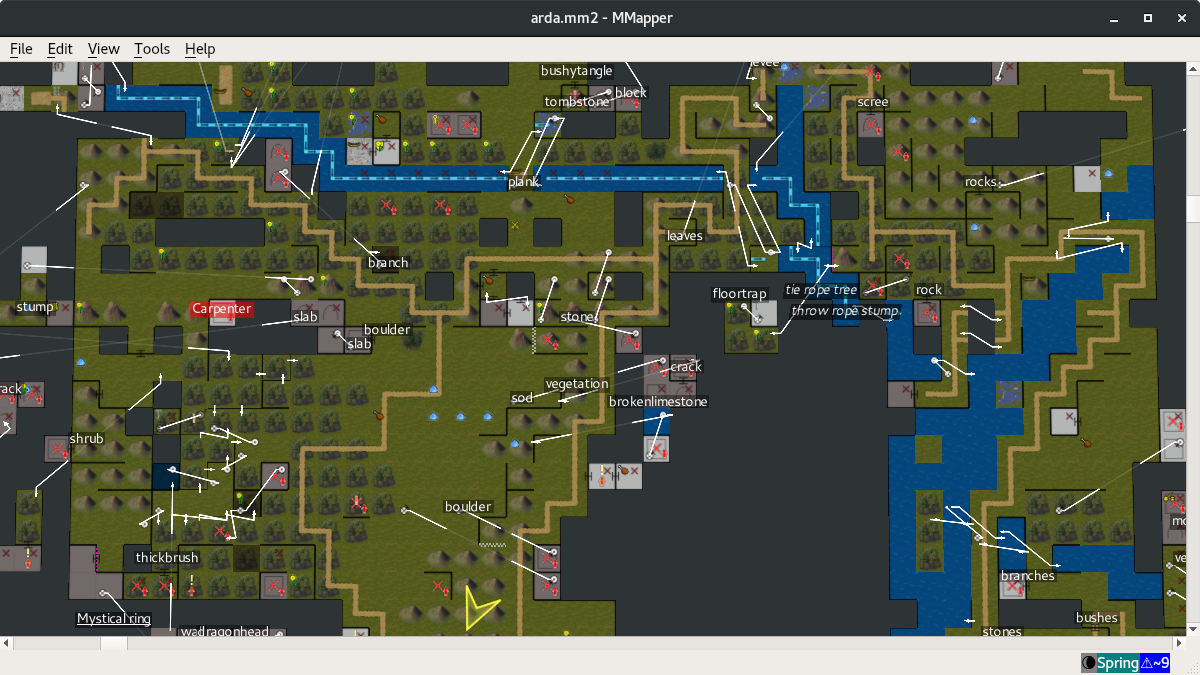 arda.mm2 - MMapper
File Edit View Tools Help
bushytangle
block
tombstone
scree
plank
rocks
leaves
branch
tie rope tree
rock
floortrap
throw rope stump.
stump
Carpenter
slab
stone
boulder
slab
crack
vegetation
sod
brokenlimestone
shrub
boulder
thickbrush
branches
Mystical ring
bushes
wadragonhead
stones
Spring ⚠~9